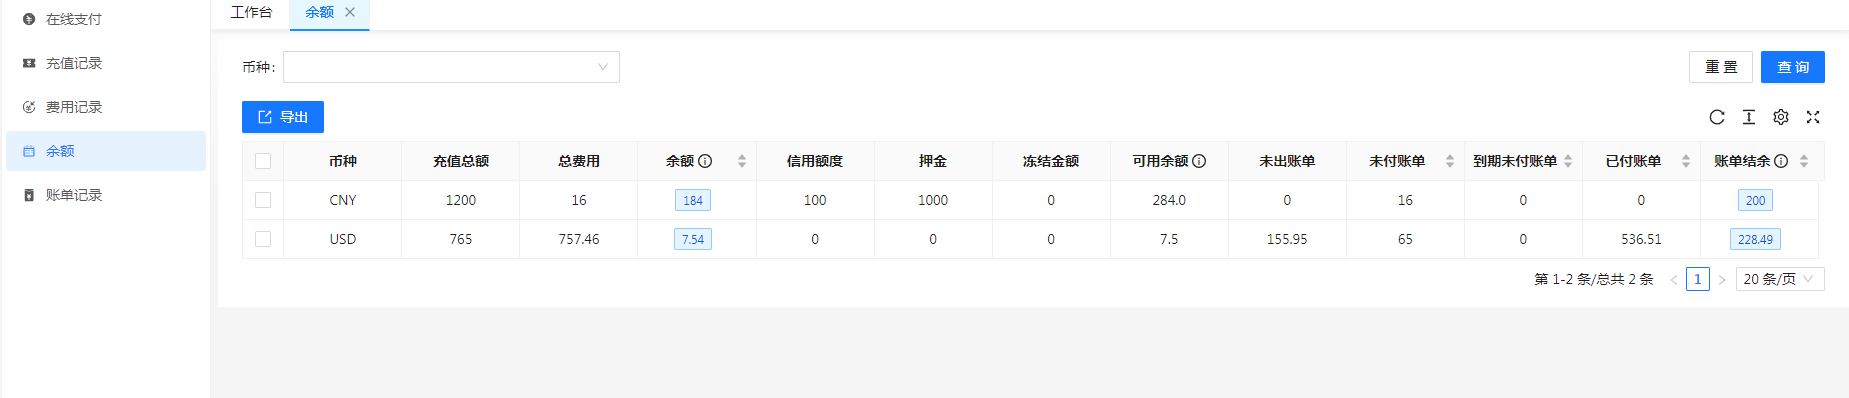 在线支付
充值记录
费用记录
余额
账单记录
工作台 余额
币种: 重置 查询
导出
币种 充值总额 总费用 余额 信用额度 押金 冻结金额 可用余额 未出账单 未付账单 到期未付账单 已付账单 账单结余
CNY 1200 16 184 100 1000 0 284.0 0 16 0 0 200
USD 765 757.46 7.54 0 0 0 7.5 155.95 65 0 536.51 228.49
第 1-2 条/总共 2 条 < 1 > 20 条/页